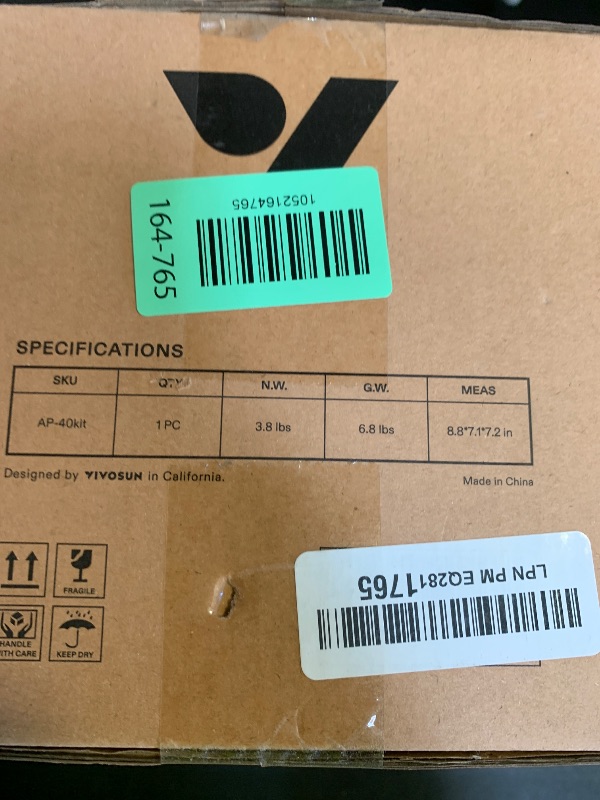 1052164765
164-765
SPECIFICATIONS
SKU QTY N.W. G.W. MEAS
AP-40kit 1 PC 3.8 lbs 6.8 lbs 8.8*7.1*7.2 in
Designed by VIVOSUN in California.
Made in China
LPN PM EQ2811765
FRAGILE
HANDLE
WITH CARE
KEEP DRY